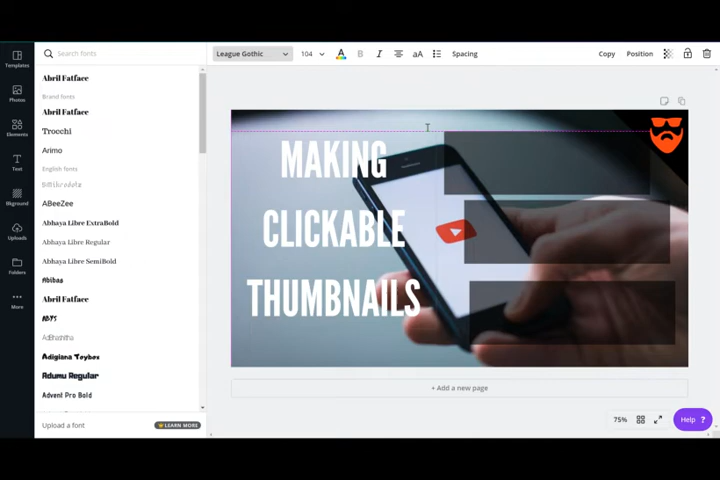 Search fonts
League Gothic
104
A
B
I
aA
Spacing
Copy
Position
Templates
Photos
Elements
Text
Bkground
Uploads
Folders
More
Abril Fatface
Brand fonts
Abril Fatface
Trocchi
Arimo
English fonts
ABeeZee
Abhaya Libre ExtraBold
Abhaya Libre Regular
Abhaya Libre SemiBold
Abibas
Abril Fatface
ABYS
Adigiana Toybox
Adumu Regular
Advent Pro Bold
Upload a font
LEARN MORE
MAKING
CLICKABLE
THUMBNAILS
+ Add a new page
75%
Help ?